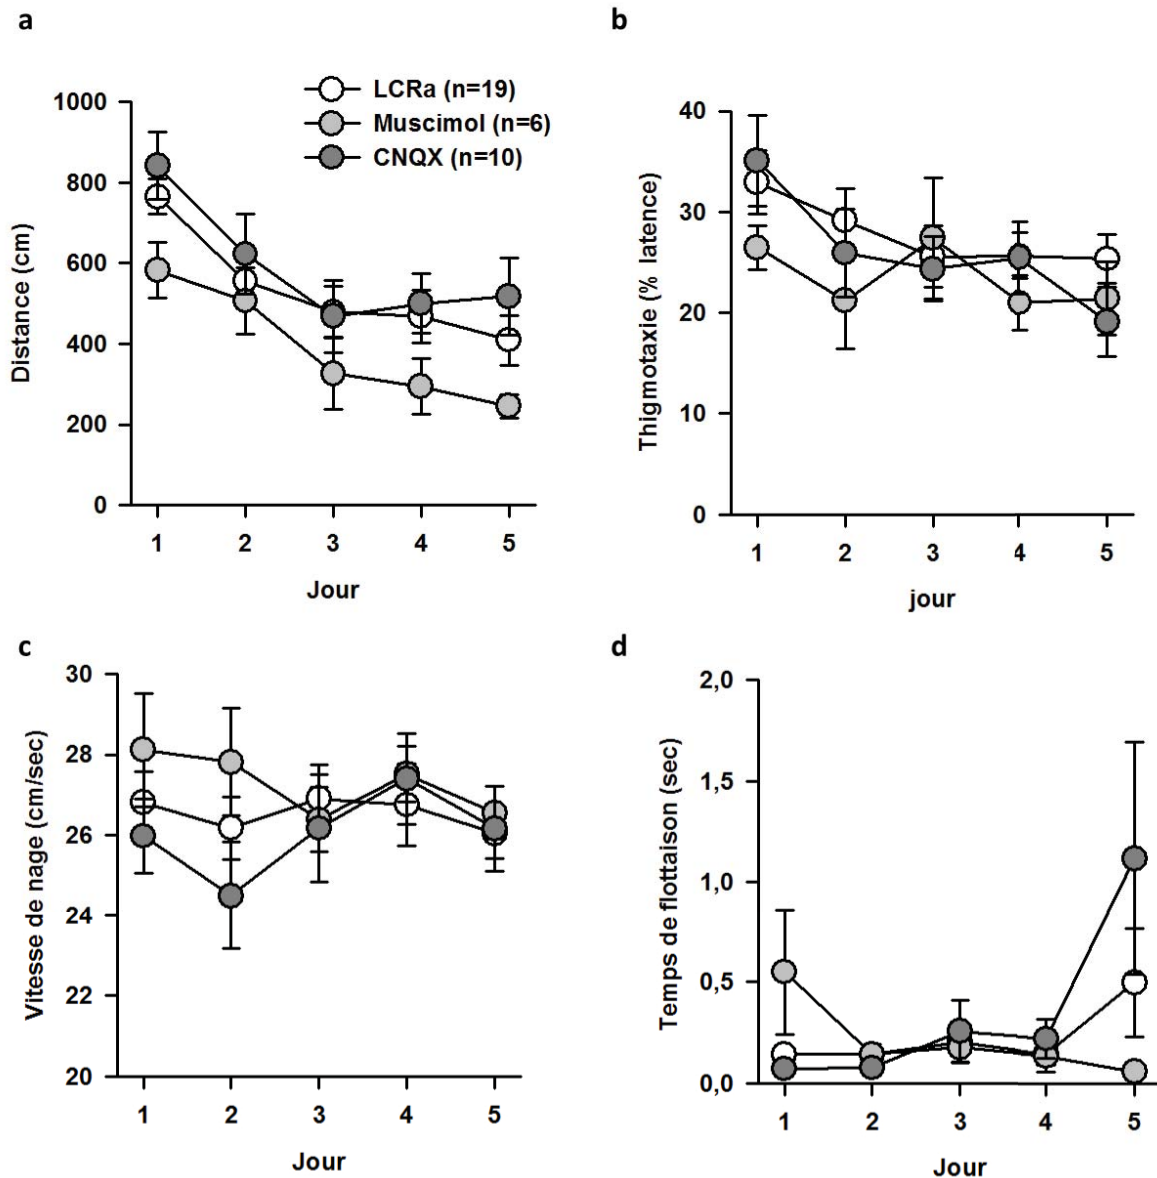 a
LCRa (n=19)
Muscimol (n=6)
CNQX (n=10)
1000
800
600
400
200
0
Distance (cm)
1 2 3 4 5
Jour
b
40
30
20
10
0
Thigmotaxie (% latence)
1 2 3 4 5
jour
c
30
28
26
24
22
20
Vitesse de nage (cm/sec)
1 2 3 4 5
Jour
d
2,0
1,5
1,0
0,5
0,0
Temps de flottaison (sec)
1 2 3 4 5
Jour